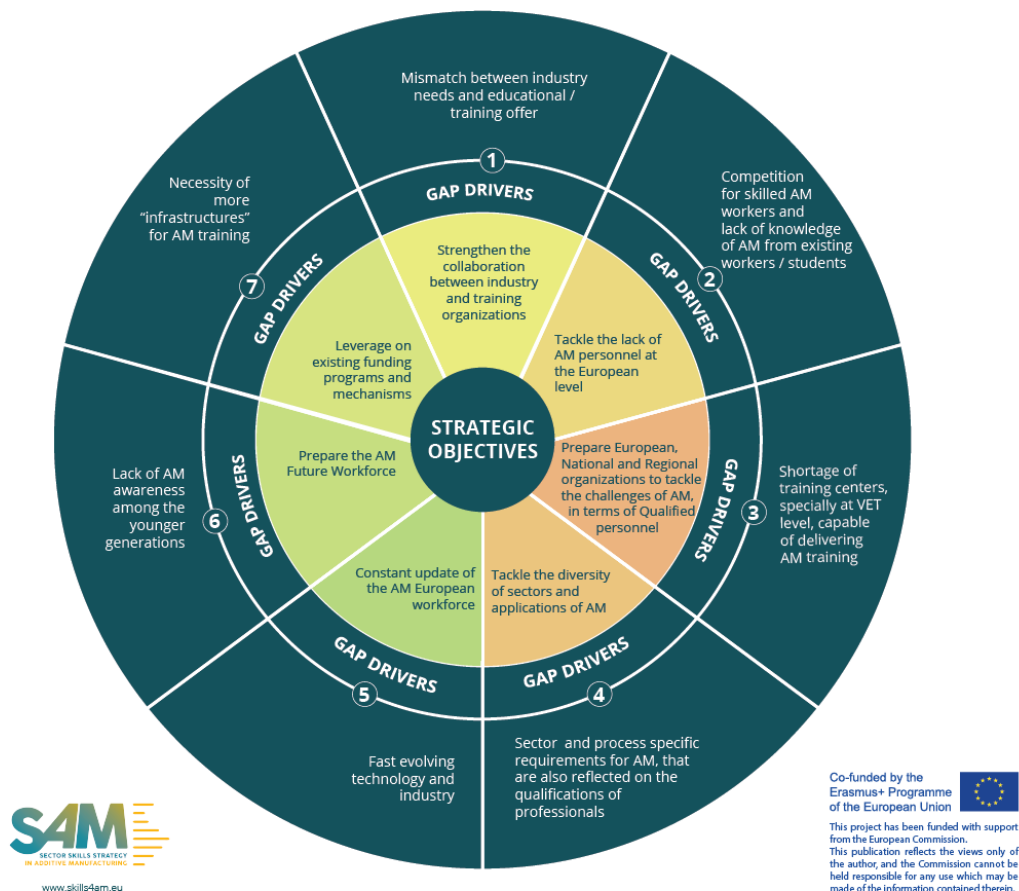 Mismatch between industry
needs and educational /
training offer
1
GAP DRIVERS
Strengthen the
collaboration
between industry
and training
organizations
Competition
for skilled AM
workers and
lack of knowledge
of AM from existing
workers / students
2
GAP DRIVERS
Tackle the lack of
AM personnel at
the European
level
Shortage of
training centers,
specially at VET
level, capable
of delivering
AM training
3
GAP DRIVERS
Prepare European,
National and Regional
organizations to tackle
the challenges of AM,
in terms of Qualified
personnel
Sector and process specific
requirements for AM, that
are also reflected on the
qualifications of
professionals
4
GAP DRIVERS
Tackle the diversity
of sectors and
applications of AM
Fast evolving
technology and
industry
5
GAP DRIVERS
Constant update of
the AM European
workforce
Lack of AM
awareness
among the
younger
generations
6
GAP DRIVERS
Prepare the AM
Future Workforce
Necessity of
more
“infrastructures”
for AM training
7
GAP DRIVERS
Leverage on
existing funding
programs and
mechanisms
STRATEGIC
OBJECTIVES
SAM
SECTOR SKILLS STRATEGY
IN ADDITIVE MANUFACTURING
www.skills4am.eu
Co-funded by the
Erasmus+ Programme
of the European Union
This project has been funded with support
from the European Commission.
This publication reflects the views only of
the author, and the Commission cannot be
held responsible for any use which may be
made of the information contained therein.